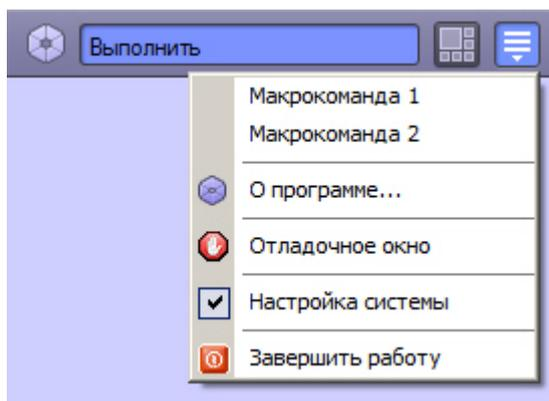 Выполнить
Макрокоманда 1
Макрокоманда 2
О программе...
Отладочное окно
Настройка системы
Завершить работу